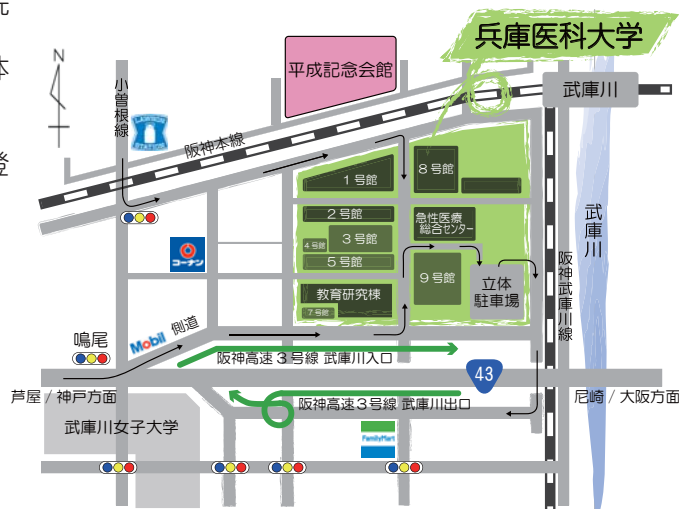 元
体
登
N
兵庫医科大学
平成記念会館
武庫川
小曽根線
LAWSON
STATION
阪神本線
1号館
8号館
2号館
急性医療
総合センター
4号館
3号館
5号館
9号館
立体
駐車場
教育研究棟
7号館
武庫川
阪神武庫川線
コーナン
Mobil
側道
鳴尾
阪神高速3号線 武庫川入口
43
芦屋/神戸方面
尼崎/大阪方面
阪神高速3号線 武庫川出口
武庫川女子大学
FamilyMart